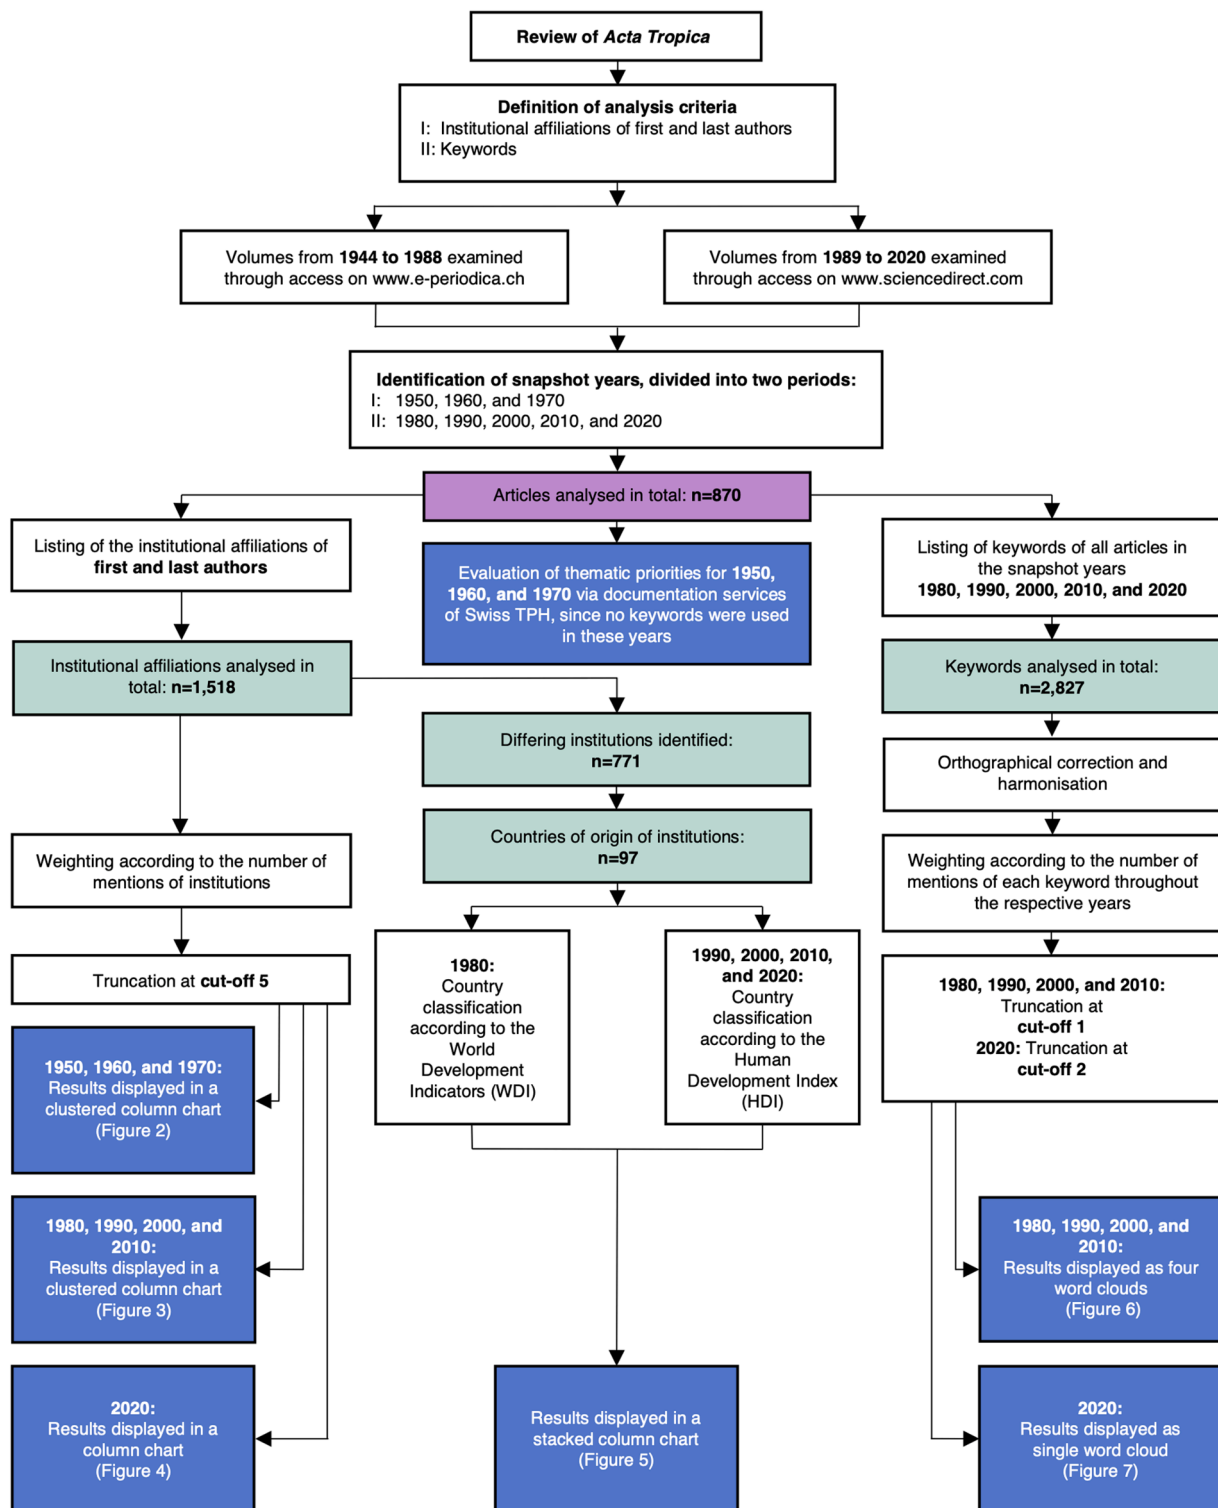 Review of Acta Tropica
Definition of analysis criteria
I: Institutional affiliations of first and last authors
II: Keywords
Volumes from 1944 to 1988 examined
through access on www.e-periodica.ch
Volumes from 1989 to 2020 examined
through access on www.sciencedirect.com
Identification of snapshot years, divided into two periods:
I: 1950, 1960, and 1970
II: 1980, 1990, 2000, 2010, and 2020
Articles analysed in total: n=870
Listing of the institutional affiliations of
first and last authors
Evaluation of thematic priorities for 1950,
1960, and 1970 via documentation services
of Swiss TPH, since no keywords were used
in these years
Listing of keywords of all articles in
the snapshot years
1980, 1990, 2000, 2010, and 2020
Institutional affiliations analysed in
total: n=1,518
Keywords analysed in total:
n=2,827
Differing institutions identified:
n=771
Orthographical correction and
harmonisation
Countries of origin of institutions:
n=97
Weighting according to the number of
mentions of institutions
Weighting according to the number of
mentions of each keyword throughout
the respective years
Truncation at cut-off 5
1980:
Country
classification
according to the
World
Development
Indicators (WDI)
1990, 2000, 2010,
and 2020:
Country
classification
according to the
Human
Development Index
(HDI)
1980, 1990, 2000, and 2010:
Truncation at
cut-off 1
2020: Truncation at
cut-off 2
1950, 1960, and 1970:
Results displayed in a
clustered column chart
(Figure 2)
1980, 1990, 2000, and
2010:
Results displayed in a
clustered column chart
(Figure 3)
1980, 1990, 2000, and
2010:
Results displayed as four
word clouds
(Figure 6)
2020:
Results displayed in a
column chart
(Figure 4)
Results displayed in a
stacked column chart
(Figure 5)
2020:
Results displayed as
single word cloud
(Figure 7)